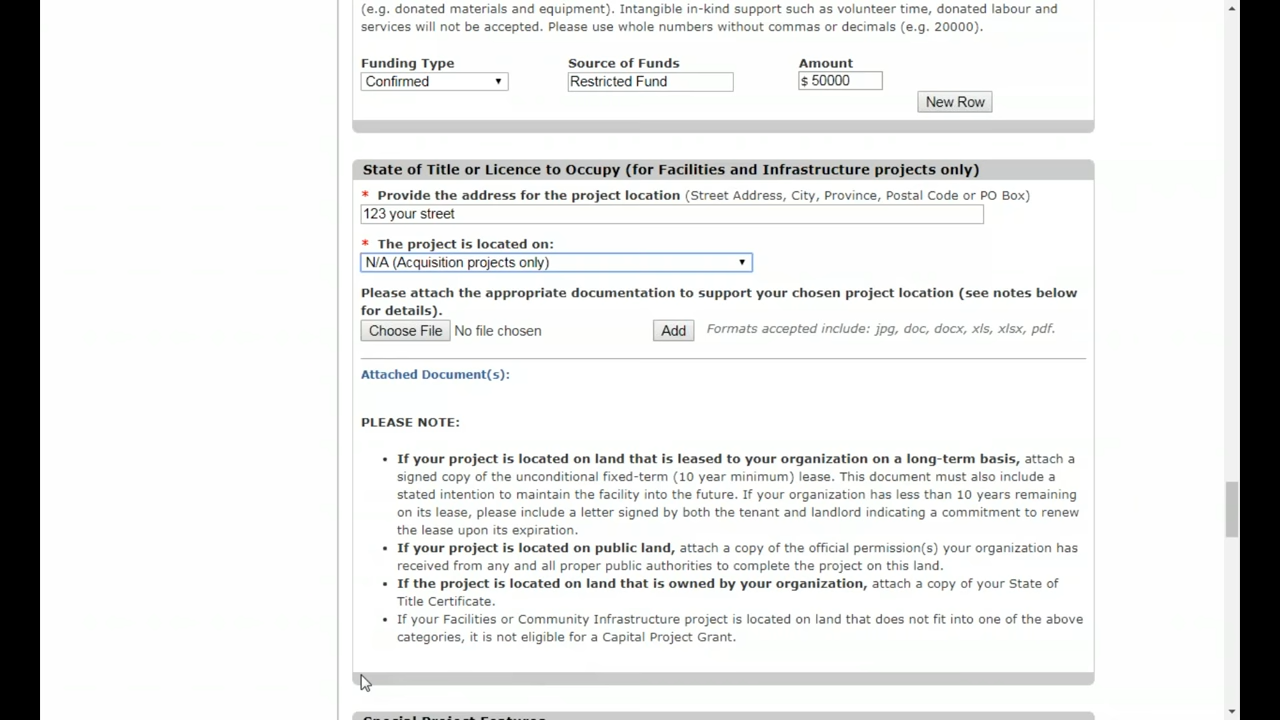 (e.g. donated materials and equipment). Intangible in-kind support such as volunteer time, donated labour and
services will not be accepted. Please use whole numbers without commas or decimals (e.g. 20000).
Funding Type Source of Funds Amount
Confirmed Restricted Fund $ 50000
New Row
State of Title or Licence to Occupy (for Facilities and Infrastructure projects only)
* Provide the address for the project location (Street Address, City, Province, Postal Code or PO Box)
123 your street
* The project is located on:
N/A (Acquisition projects only)
Please attach the appropriate documentation to support your chosen project location (see notes below
for details).
Choose File No file chosen Add Formats accepted include: jpg, doc, docx, xls, xlsx, pdf.
Attached Document(s):
PLEASE NOTE:
• If your project is located on land that is leased to your organization on a long-term basis, attach a
signed copy of the unconditional fixed-term (10 year minimum) lease. This document must also include a
stated intention to maintain the facility into the future. If your organization has less than 10 years remaining
on its lease, please include a letter signed by both the tenant and landlord indicating a commitment to renew
the lease upon its expiration.
• If your project is located on public land, attach a copy of the official permission(s) your organization has
received from any and all proper public authorities to complete the project on this land.
• If the project is located on land that is owned by your organization, attach a copy of your State of
Title Certificate.
• If your Facilities or Community Infrastructure project is located on land that does not fit into one of the above
categories, it is not eligible for a Capital Project Grant.
Special Project Features